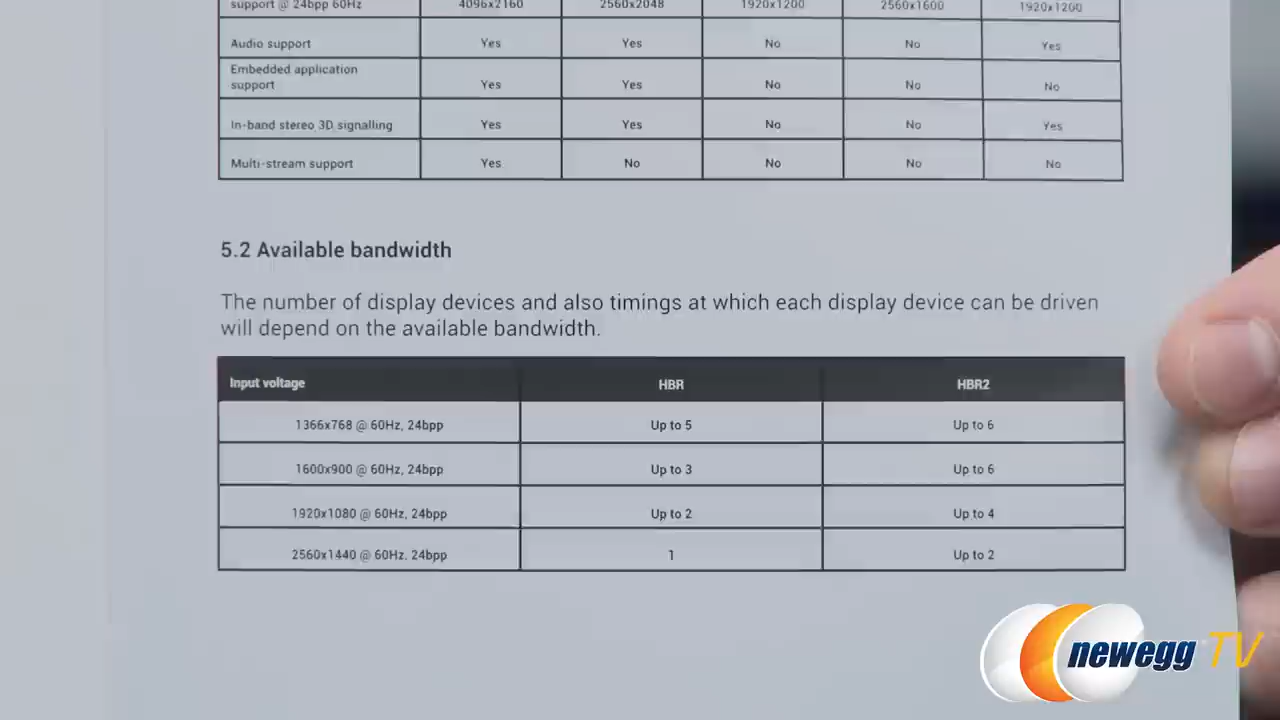 support @ 24bpp 60Hz 4096x2160 2560x2048 1920x1200 2560x1600 1920x1200
Audio support Yes Yes No No Yes
Embedded application
support Yes Yes No No No
In-band stereo 3D signalling Yes Yes No No Yes
Multi-stream support Yes No No No No
5.2 Available bandwidth
The number of display devices and also timings at which each display device can be driven
will depend on the available bandwidth.
Input voltage HBR HBR2
1366x768 @ 60Hz, 24bpp Up to 5 Up to 6
1600x900 @ 60Hz, 24bpp Up to 3 Up to 6
1920x1080 @ 60Hz, 24bpp Up to 2 Up to 4
2560x1440 @ 60Hz. 24bpp 1 Up to 2
newegg TV